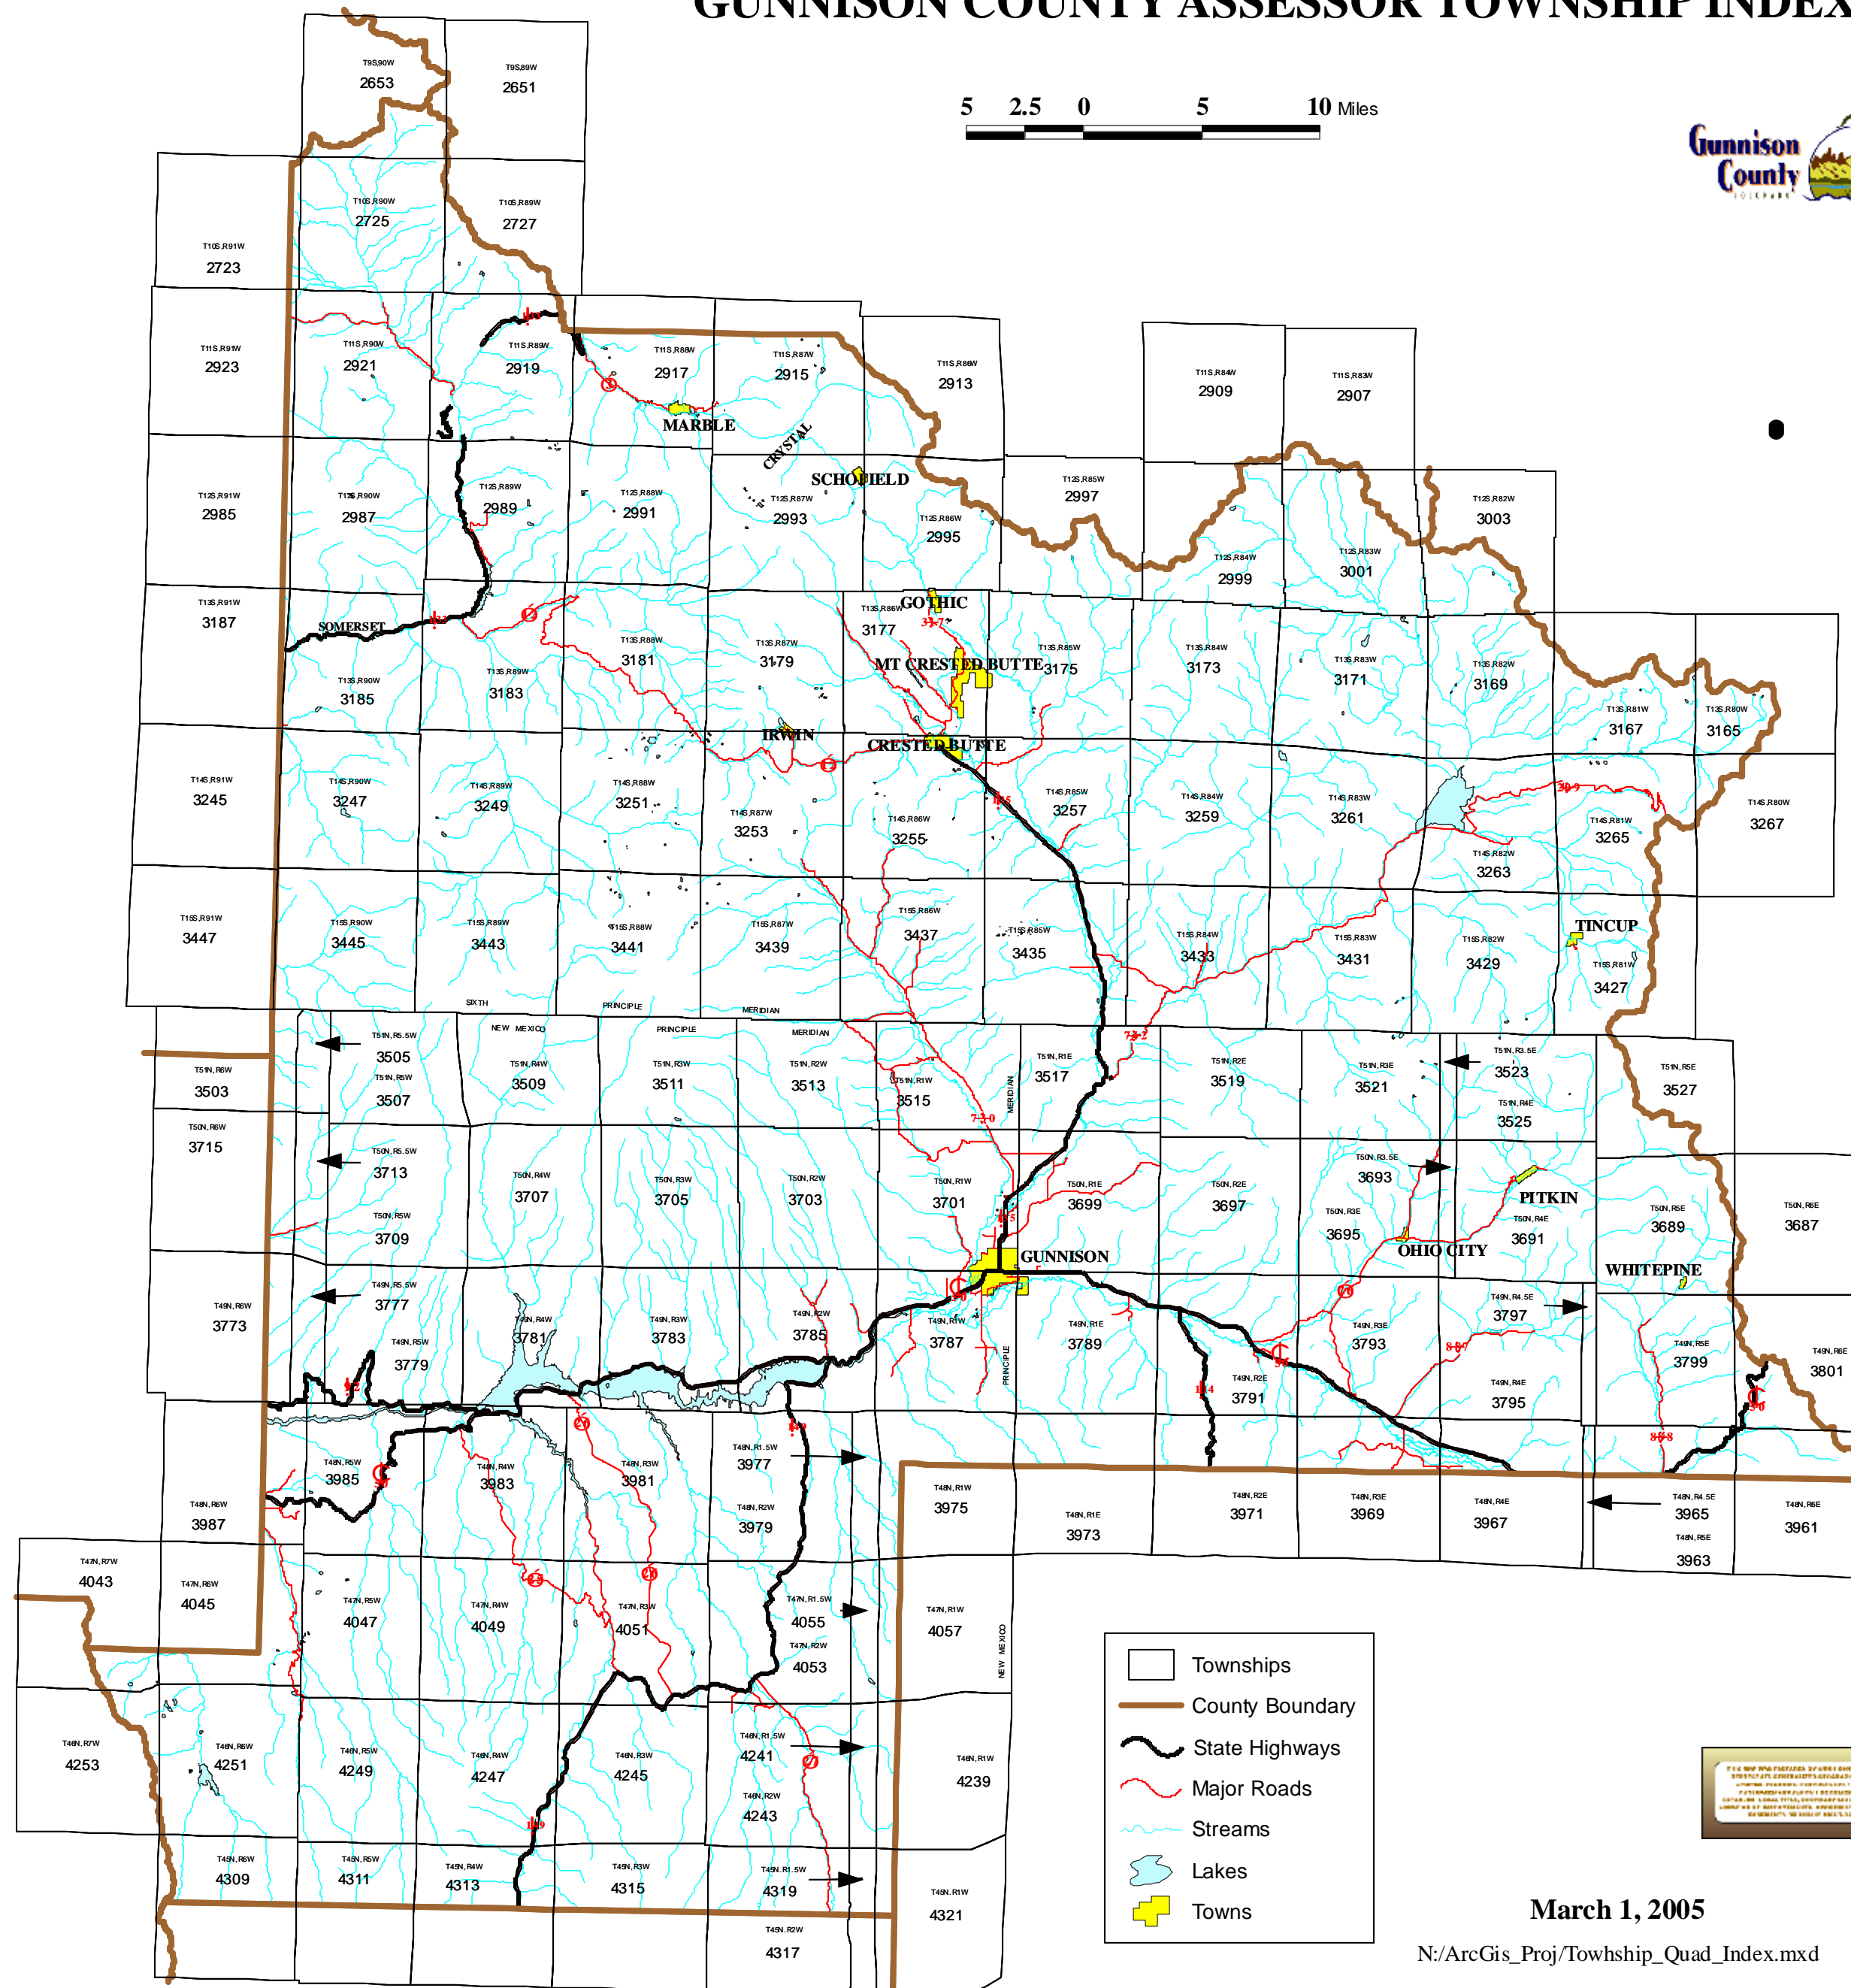 GUNNISON COUNTY ASSESSOR TOWNSHIP INDEX
5 2.5 0 5 10 Miles
Gunnison
County
T9S,90W
2653
T9S,89W
2651
T10S,R91W
2723
T10S,R90W
2725
T10S,R89W
2727
T11S,R91W
2923
T11S,R90W
2921
T11S,R89W
2919
T11S,R88W
2917
T11S,R87W
2915
T11S,R86W
2913
T11S,R84W
2909
T11S,R83W
2907
MARBLE
CRYSTAL
SCHOFIELD
T12S,R91W
2985
T12S,R90W
2987
T12S,R89W
2989
T12S,R88W
2991
T12S,R87W
2993
T12S,R86W
2995
T12S,R85W
2997
T12S,R84W
2999
T12S,R83W
3001
T12S,R82W
3003
T13S,R91W
3187
SOMERSET
T13S,R90W
3185
T13S,R89W
3183
T13S,R88W
3181
T13S,R87W
3179
T13S,R86W
3177
GOTHIC
MT CRESTED BUTTE
T13S,R85W
3175
T13S,R84W
3173
T13S,R83W
3171
T13S,R82W
3169
T13S,R81W
3167
T13S,R80W
3165
IRWIN
CRESTED BUTTE
T14S,R91W
3245
T14S,R90W
3247
T14S,R89W
3249
T14S,R88W
3251
T14S,R87W
3253
T14S,R86W
3255
T14S,R85W
3257
T14S,R84W
3259
T14S,R83W
3261
T14S,R82W
3263
T14S,R81W
3265
T14S,R80W
3267
T15S,R91W
3447
T15S,R90W
3445
T15S,R89W
3443
T15S,R88W
3441
T15S,R87W
3439
T15S,R86W
3437
T15S,R85W
3435
T15S,R84W
3433
T15S,R83W
3431
T15S,R82W
3429
TINCUP
T15S,R81W
3427
SIXTH PRINCIPLE MERIDIAN
NEW MEXICO PRINCIPLE MERIDIAN
T51N,R6W
3503
T51N,R5.5W
3505
T51N,R5W
3507
T51N,R4W
3509
T51N,R3W
3511
T51N,R2W
3513
T51N,R1W
3515
MERIDIAN
T51N,R1E
3517
T51N,R2E
3519
T51N,R3E
3521
T51N,R3.5E
3523
T51N,R4E
3525
T51N,R5E
3527
T50N,R6W
3715
T50N,R5.5W
3713
T50N,R5W
3709
T50N,R4W
3707
T50N,R3W
3705
T50N,R2W
3703
T50N,R1W
3701
T50N,R1E
3699
T50N,R2E
3697
T50N,R3E
3695
T50N,R3.5E
3693
PITKIN
T50N,R4E
3691
T50N,R5E
3689
T50N,R6E
3687
GUNNISON
OHIO CITY
WHITEPINE
T49N,R6W
3773
T49N,R5.5W
3777
T49N,R5W
3779
T49N,R4W
3781
T49N,R3W
3783
T49N,R2W
3785
T49N,R1W
3787
PRINCIPLE
T49N,R1E
3789
T49N,R2E
3791
T49N,R3E
3793
T49N,R4.5E
3797
T49N,R4E
3795
T49N,R5E
3799
T49N,R6E
3801
T48N,R6W
3987
T48N,R5W
3985
T48N,R4W
3983
T48N,R3W
3981
T48N,R1.5W
3977
T48N,R2W
3979
T48N,R1W
3975
T48N,R1E
3973
T48N,R2E
3971
T48N,R3E
3969
T48N,R4E
3967
T48N,R4.5E
3965
T48N,R5E
3963
T48N,R6E
3961
T47N,R7W
4043
T47N,R6W
4045
T47N,R5W
4047
T47N,R4W
4049
T47N,R3W
4051
T47N,R1.5W
4055
T47N,R2W
4053
T47N,R1W
4057
NEW MEXICO
T46N,R7W
4253
T46N,R6W
4251
T46N,R5W
4249
T46N,R4W
4247
T46N,R3W
4245
T46N,R1.5W
4241
T46N,R2W
4243
T46N,R1W
4239
T45N,R6W
4309
T45N,R5W
4311
T45N,R4W
4313
T45N,R3W
4315
T45N.R1.5W
4319
T45N.R1W
4321
T45N.R2W
4317
Townships
County Boundary
State Highways
Major Roads
Streams
Lakes
Towns
March 1, 2005
N:/ArcGis_Proj/Towhship_Quad_Index.mxd